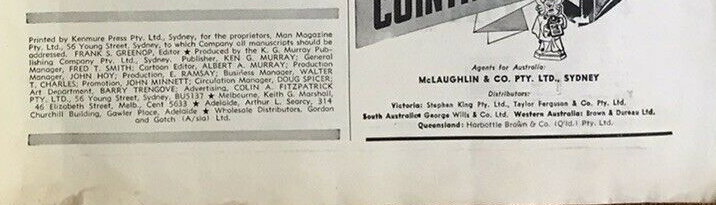 Printed by Kenmure Press Pty. Ltd., Sydney, for the proprietors, Man Magazine
Pty. Ltd., 56 Young Street, Sydney, to which Company all manuscripts should be
addressed. FRANK S. GREENOP, Editor ★ Produced by the K. G. Murray Pub-
lishing Company Pty. Ltd., Sydney. Publisher, KEN G. MURRAY; General
Manager, FRED T. SMITH; Cartoon Editor, ALBERT A. MURRAY; Production
Manager, JOHN HOY; Production, E. RAMSAY; Business Manager, WALTER
T. CHARLES; Promotion, JOHN MINNETT; Circulation Manager, DOUG SPICER;
Art Department, BARRY TRENGOVE; Advertising, COLIN A. FITZPATRICK
PTY. LTD., 56 Young Street, Sydney, BU5137 ★ Melbourne, Keith G. Marshall,
46 Elizabeth Street, Melb. Cent 5033 ★ Adelaide, Arthur L. Searcy, 314
Churchill Building, Gawler Place, Adelaide ★ Wholesale Distributors, Gordon
and Gotch (A/sia) Ltd.
Agents for Australia:
McLAUGHLIN & CO. PTY. LTD., SYDNEY
Distributors:
Victoria: Stephen King Pty. Ltd., Taylor Ferguson & Co. Pty. Ltd.
South Australia: George Wills & Co. Ltd. Western Australia: Brown & Dureau Ltd.
Queensland: Harbottle Brown & Co. (Q'ld.) Pty. Ltd.